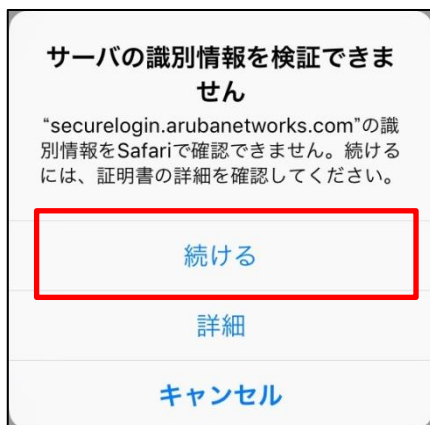 サーバの識別情報を検証できま
せん
“securelogin.arubanetworks.com”の識
別情報をSafariで確認できません。続ける
には、証明書の詳細を確認してください。
続ける
詳細
キャンセル